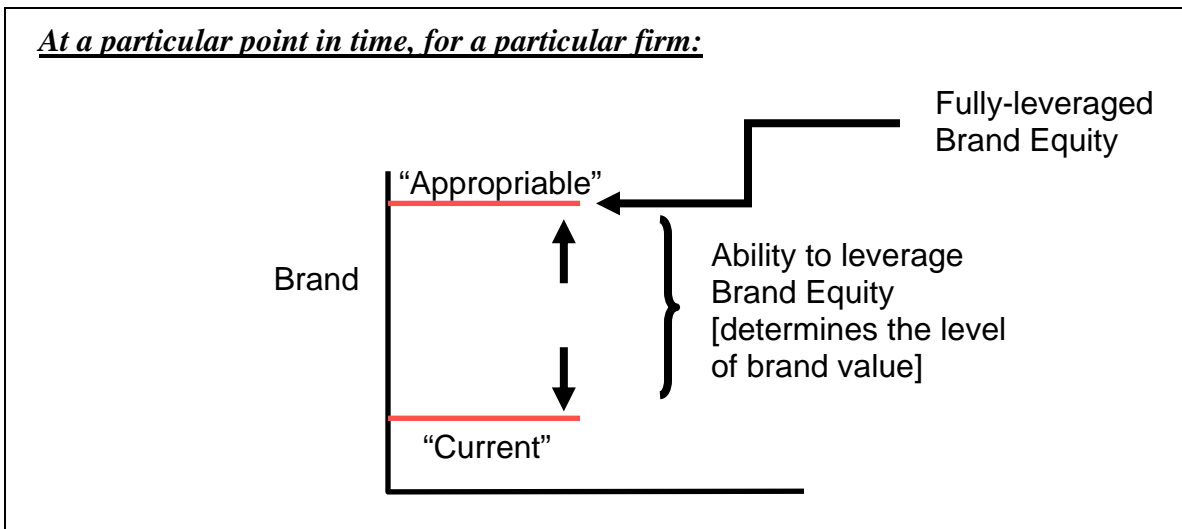 At a particular point in time, for a particular firm:
Fully-leveraged
Brand Equity
“Appropriable”
Brand
Ability to leverage
Brand Equity
[determines the level
of brand value]
“Current”